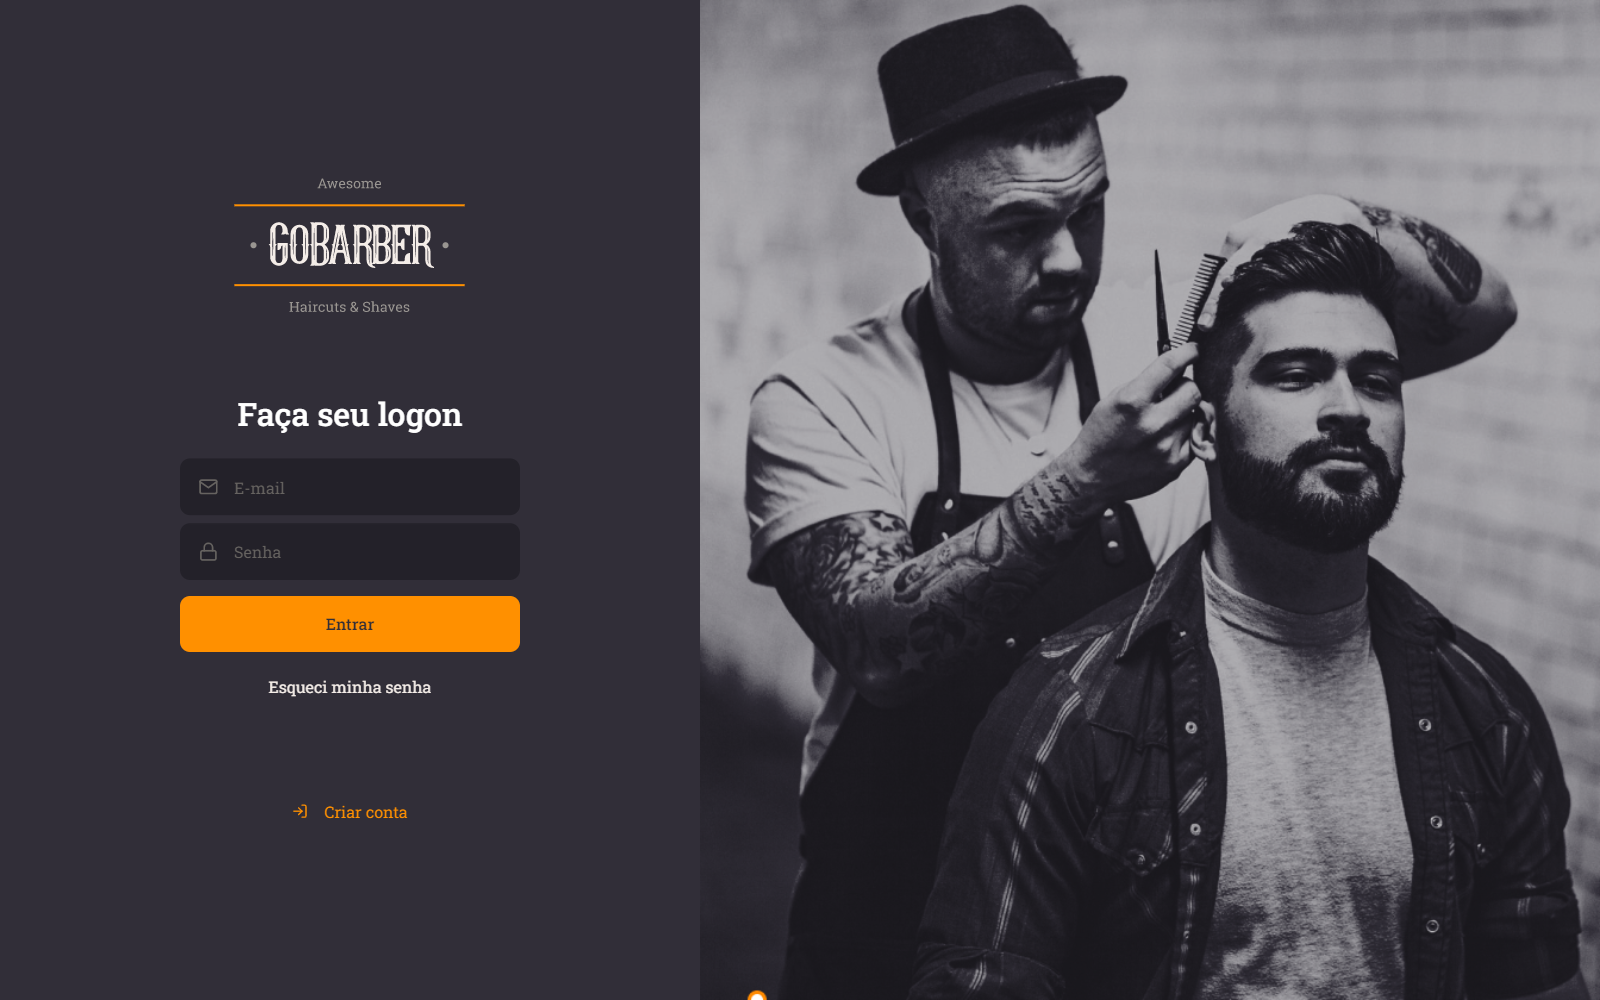 Awesome
GOBARBER
Haircuts & Shaves
Faça seu logon
E-mail
Senha
Entrar
Esqueci minha senha
Criar conta